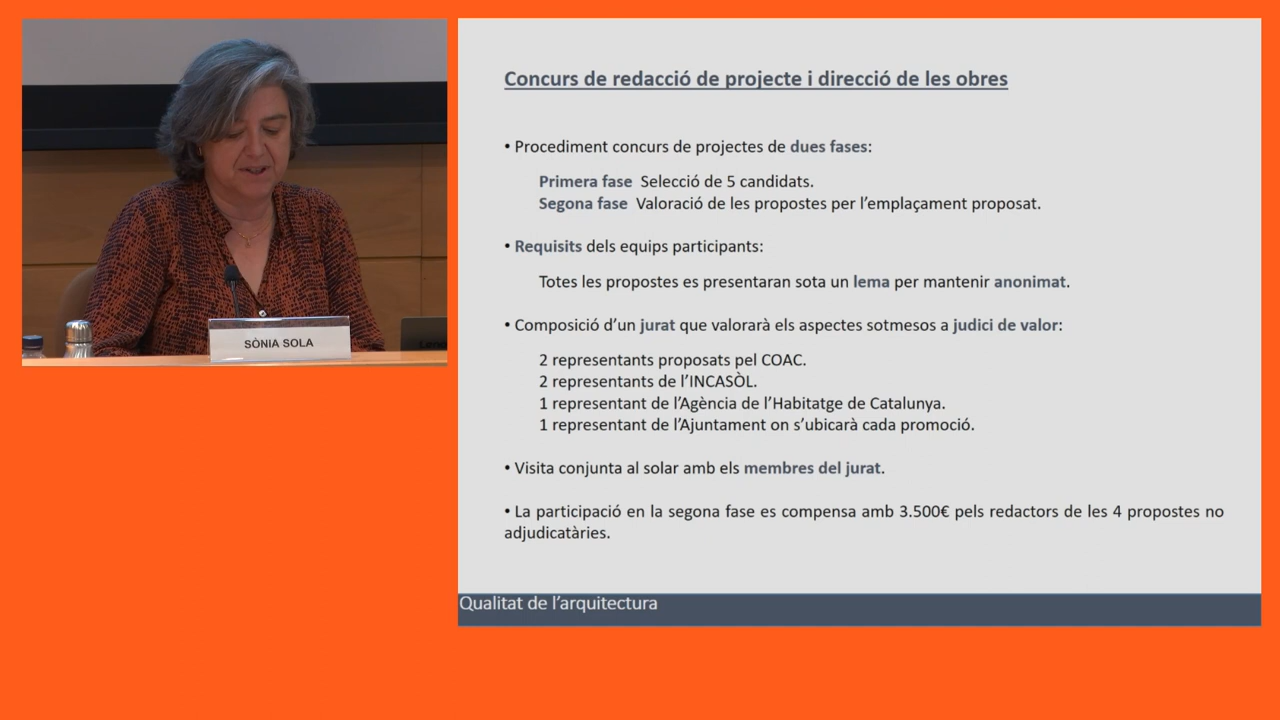 SÒNIA SOLA
Concurs de redacció de projecte i direcció de les obres
• Procediment concurs de projectes de dues fases:
Primera fase Selecció de 5 candidats.
Segona fase Valoració de les propostes per l’emplaçament proposat.
• Requisits dels equips participants:
Totes les propostes es presentaran sota un lema per mantenir anonimat.
• Composició d’un jurat que valorarà els aspectes sotmesos a judici de valor:
2 representants proposats pel COAC.
2 representants de l’INCASÒL.
1 representant de l’Agència de l’Habitatge de Catalunya.
1 representant de l’Ajuntament on s’ubicarà cada promoció.
• Visita conjunta al solar amb els membres del jurat.
• La participació en la segona fase es compensa amb 3.500€ pels redactors de les 4 propostes no
adjudicatàries.
Qualitat de l’arquitectura